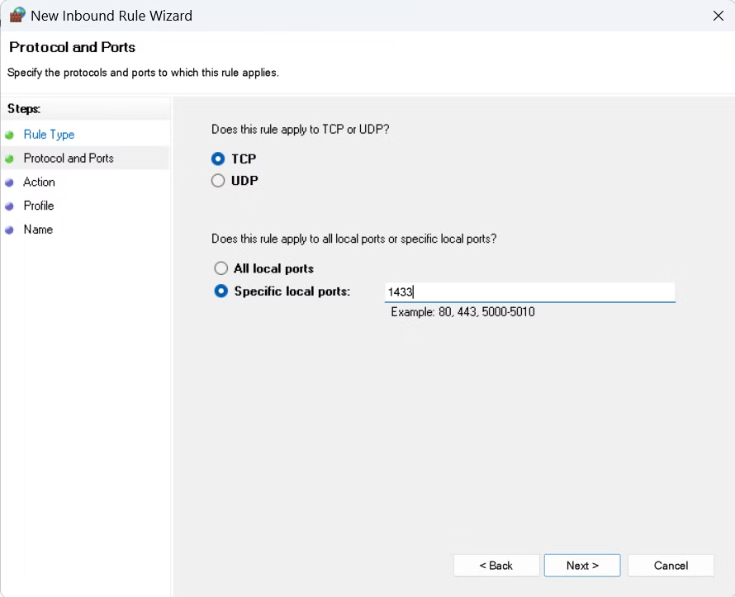 New Inbound Rule Wizard
Protocol and Ports
Specify the protocols and ports to which this rule applies.
Steps:
Rule Type
Protocol and Ports
Action
Profile
Name
Does this rule apply to TCP or UDP?
TCP
UDP
Does this rule apply to all local ports or specific local ports?
All local ports
Specific local ports: 1433
Example: 80, 443, 5000-5010
< Back Next > Cancel